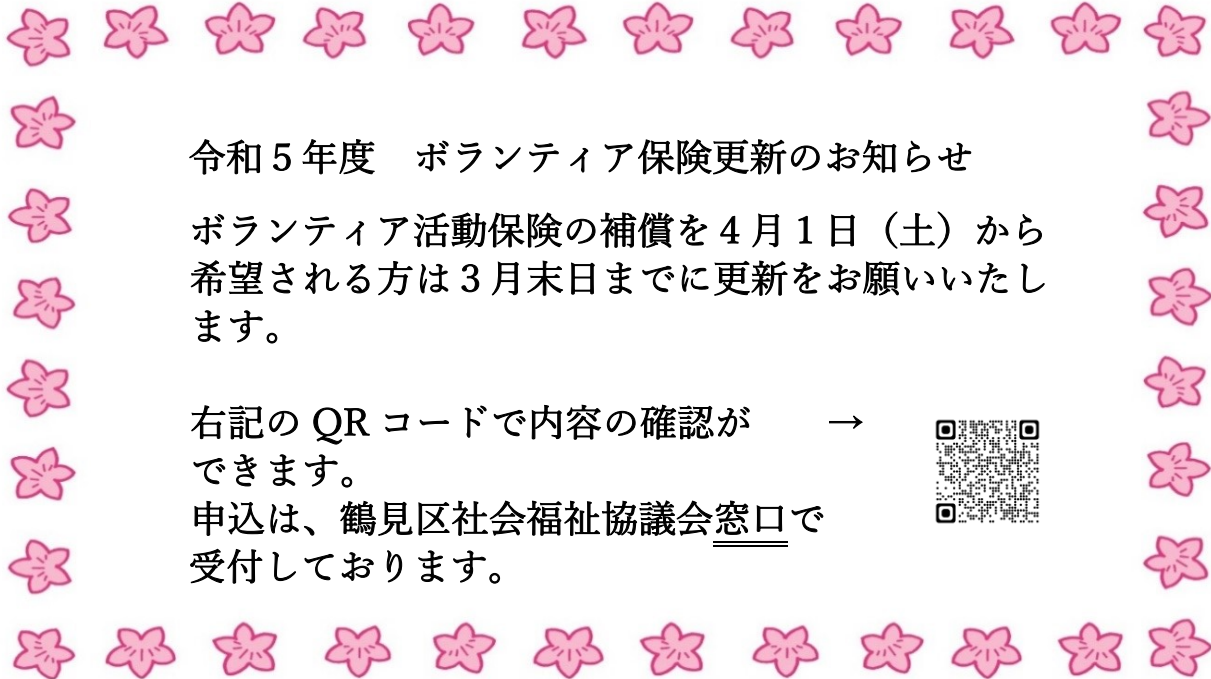 令和５年度　ボランティア保険更新のお知らせ
ボランティア活動保険の補償を４月１日（土）から
希望される方は３月末日までに更新をお願いいたし
ます。
右記の QR コードで内容の確認が　　→
できます。
申込は、鶴見区社会福祉協議会窓口で
受付しております。